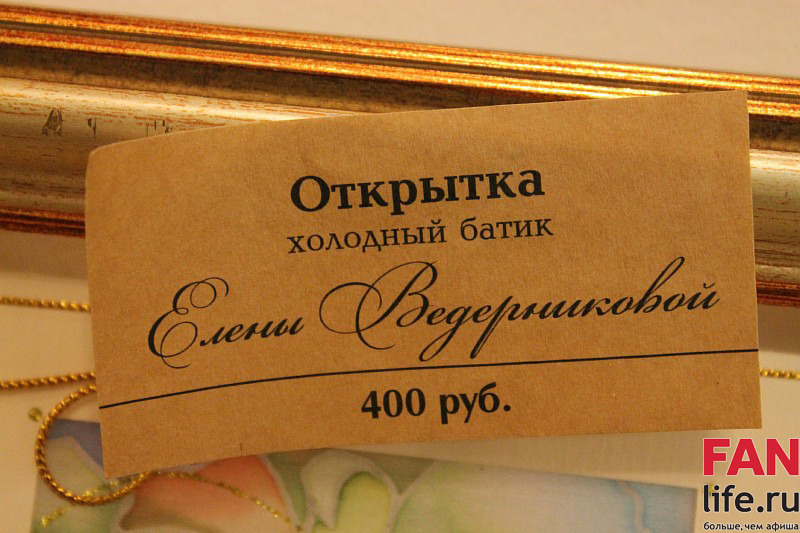 Открытка
холодный батик
Елены Ведерниковой
400 руб.
FAN
life.ru
больше, чем афиша